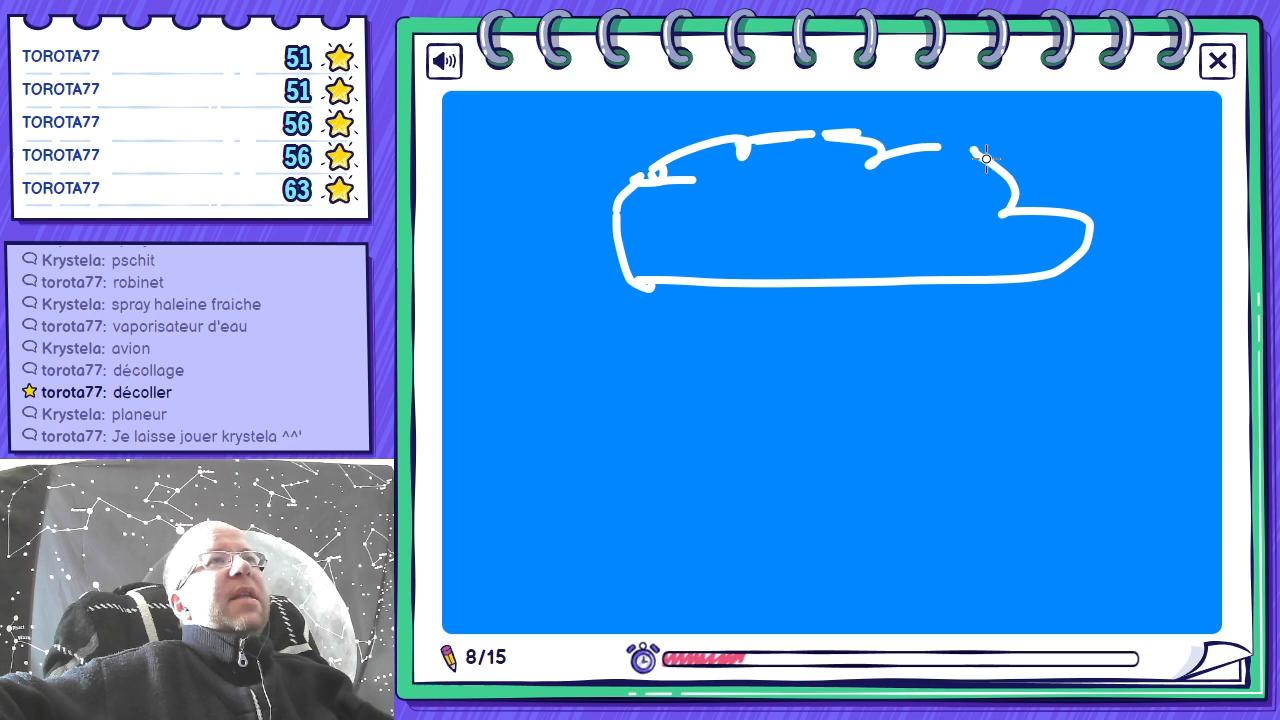 TOROTA77 51
TOROTA77 51
TOROTA77 56
TOROTA77 56
TOROTA77 63
Krystela: pschit
torota77: robinet
Krystela: spray haleine fraiche
torota77: vaporisateur d'eau
Krystela: avion
torota77: décollage
torota77: décoller
Krystela: planeur
torota77: Je laisse jouer krystela ^^'
8/15